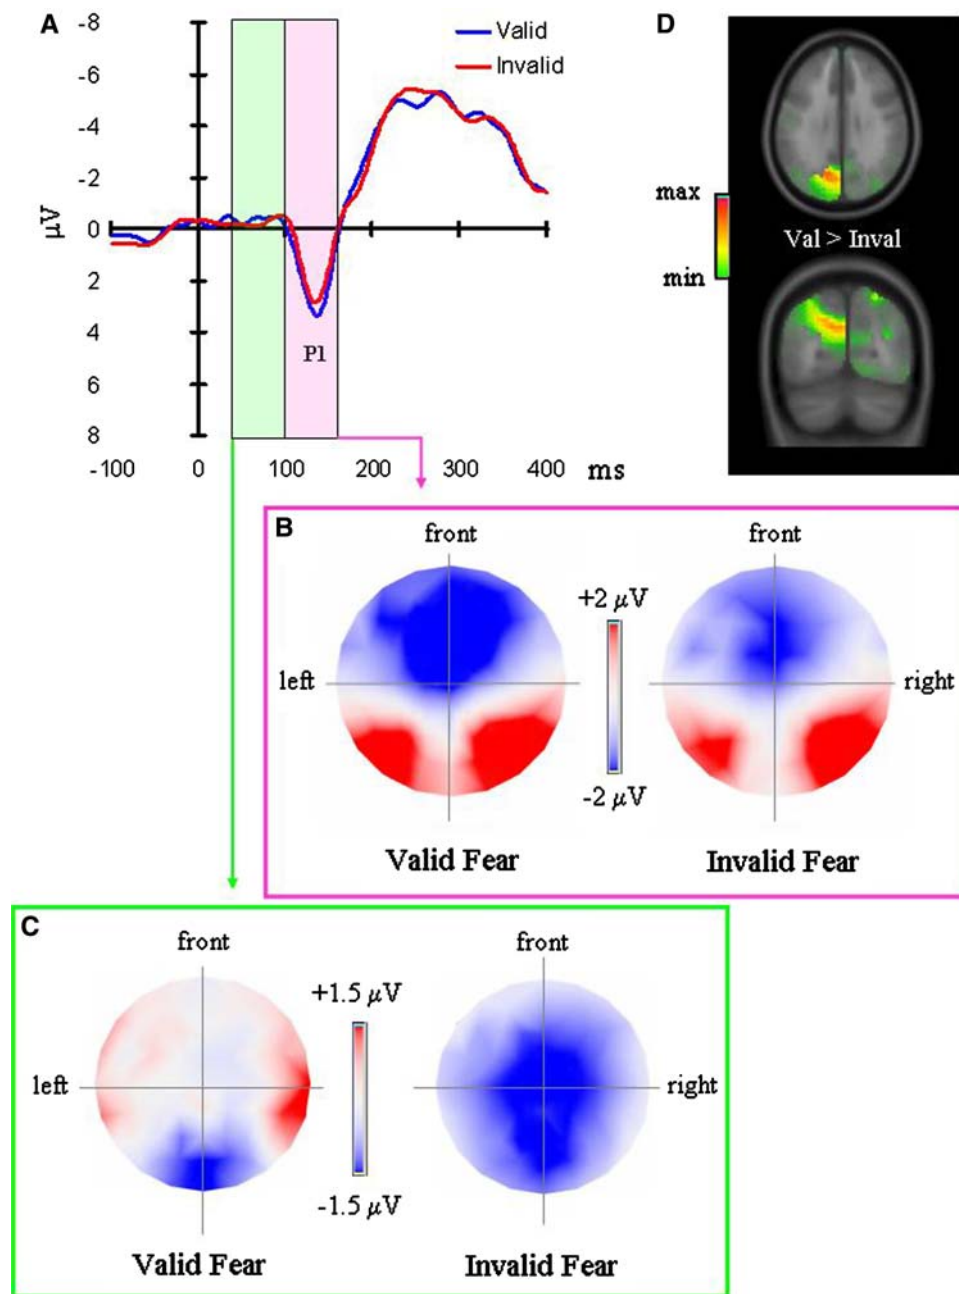 A
-8
-6
-4
-2
0
2
4
6
8
µV
Valid
Invalid
P1
-100 0 100 200 300 400 ms
D
max
min
Val > Inval
B
front front
left right
+2 µV
-2 µV
Valid Fear Invalid Fear
C
front front
+1.5 µV
left right
-1.5 µV
Valid Fear Invalid Fear